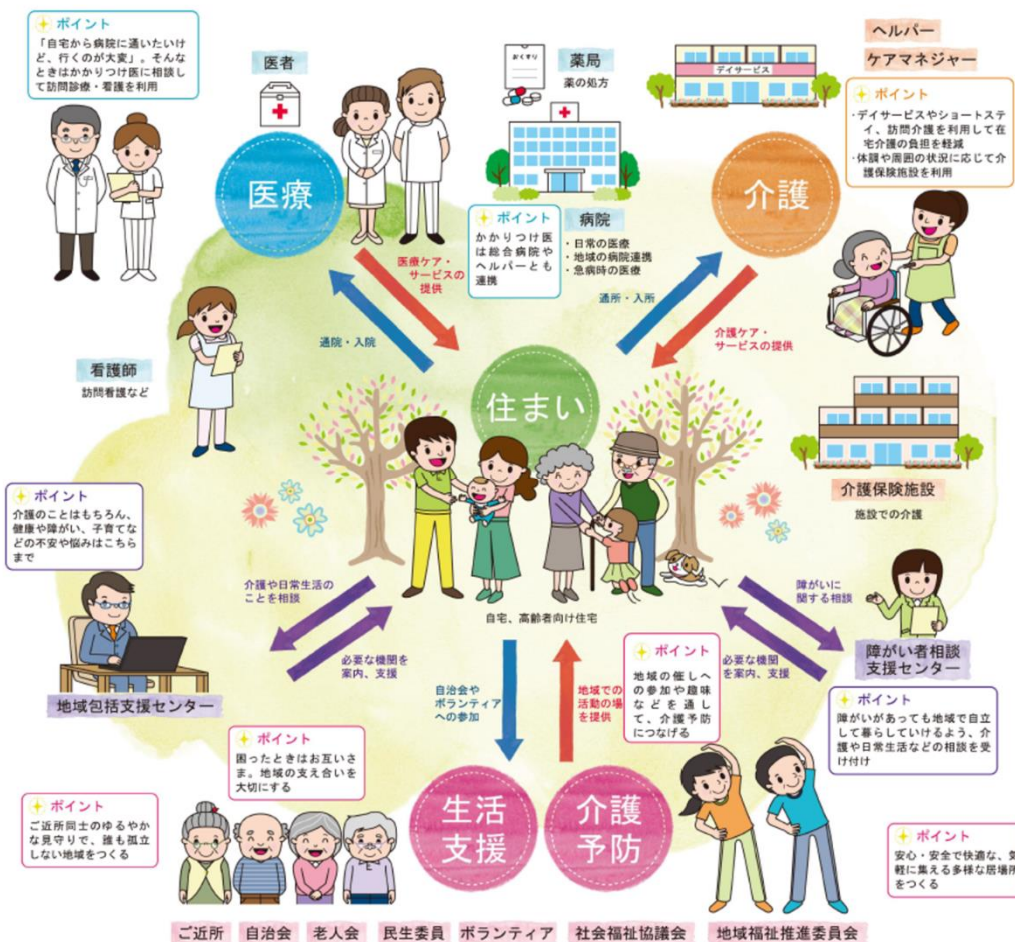 ポイント
「自宅から病院に通いたいけ
ど、行くのが大変」。そんな
ときはかかりつけ医に相談し
て訪問診療・看護を利用
医者
医療
薬局
薬の処方
おくすり
デイサービス
ヘルパー
ケアマネジャー
ポイント
・デイサービスやショートステ
イ、訪問介護を利用して在
宅介護の負担を軽減
・体調や周囲の状況に応じて介
護保険施設を利用
介護
ポイント
かかりつけ医
は総合病院や
ヘルパーとも
連携
病院
・日常の医療
・地域の病院連携
・急病時の医療
医療ケア・
サービスの
提供
通院・入院
通所・入所
介護ケア・
サービスの提供
看護師
訪問看護など
住まい
介護保険施設
施設での介護
ポイント
介護のことはもちろん、
健康や障がい、子育てな
どの不安や悩みはこちら
まで
介護や日常生活の
ことを相談
必要な機関を
案内、支援
地域包括支援センター
自宅、高齢者向け住宅
障がいに
関する相談
必要な機関
を案内、支援
障がい者相談
支援センター
ポイント
障がいがあっても地域で自立
して暮らしていけるよう、介
護や日常生活などの相談を受
け付け
自治会や
ボランティア
への参加
地域での
活動の場
を提供
ポイント
地域の催しへ
の参加や趣味
などを通し
て、介護予防
につなげる
ポイント
困ったときはお互いさ
ま。地域の支え合いを
大切にする
ポイント
ご近所同士のゆるやか
な見守りで、誰も孤立
しない地域をつくる
生活
支援
介護
予防
ポイント
安心・安全で快適な、気
軽に集える多様な居場所
をつくる
ご近所
自治会
老人会
民生委員
ボランティア
社会福祉協議会
地域福祉推進委員会